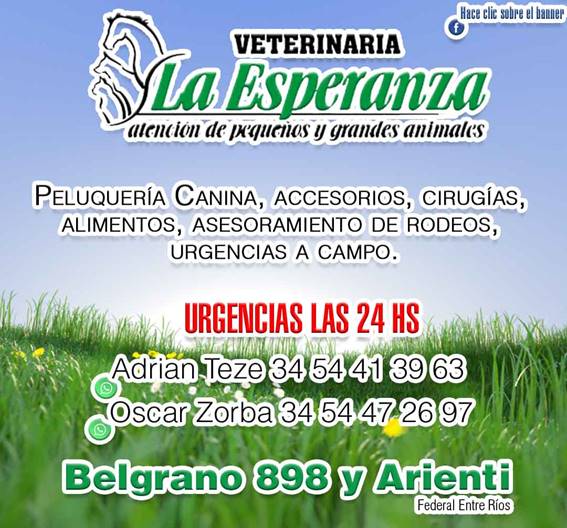 Hace clic sobre el banner
VETERINARIA
La Esperanza
atención de pequeños y grandes animales
PELUQUERÍA CANINA, ACCESORIOS, CIRUGÍAS,
ALIMENTOS, ASESORAMIENTO DE RODEOS,
URGENCIAS A CAMPO.
URGENCIAS LAS 24 HS
Adrian Teze 34 54 41 39 63
Oscar Zorba 34 54 47 26 97
Belgrano 898 y Arienti
Federal Entre Ríos